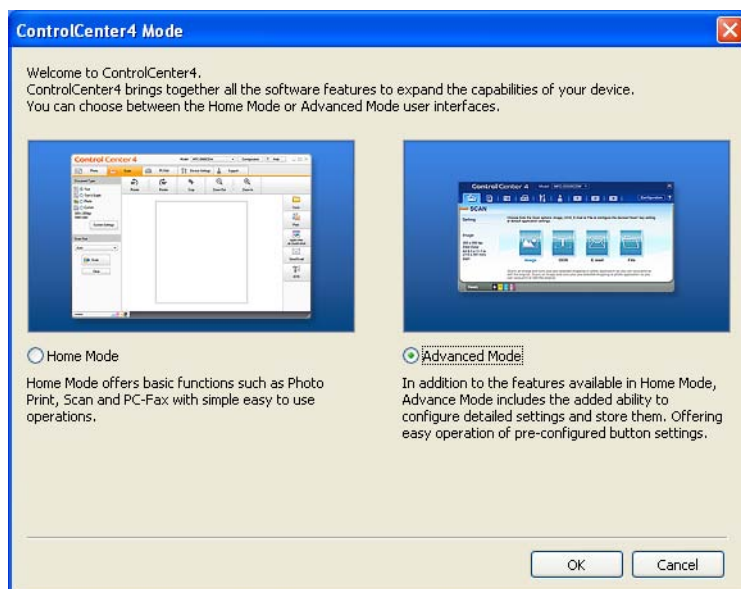 ControlCenter4 Mode
Welcome to ControlCenter4.
ControlCenter4 brings together all the software features to expand the capabilities of your device.
You can choose between the Home Mode or Advanced Mode user interfaces.
Control Center 4
Control Center 4
SCAN
Image
OCR
E-mail
File
Home Mode
Home Mode offers basic functions such as Photo
Print, Scan and PC-Fax with simple easy to use
operations.
Advanced Mode
In addition to the features available in Home Mode,
Advance Mode includes the added ability to
configure detailed settings and store them. Offering
easy operation of pre-configured button settings.
OK
Cancel